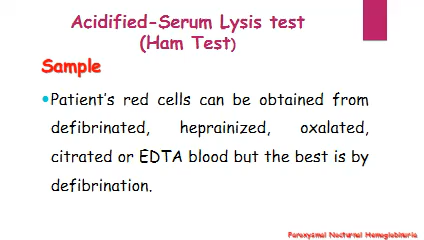 Acidified-Serum Lysis test
(Ham Test)
Sample
•Patient's red cells can be obtained from
defibrinated, heprainized, oxalated,
citrated or EDTA blood but the best is by
defibrination.
Paroxysmal Nocturnal Hemoglobinuria